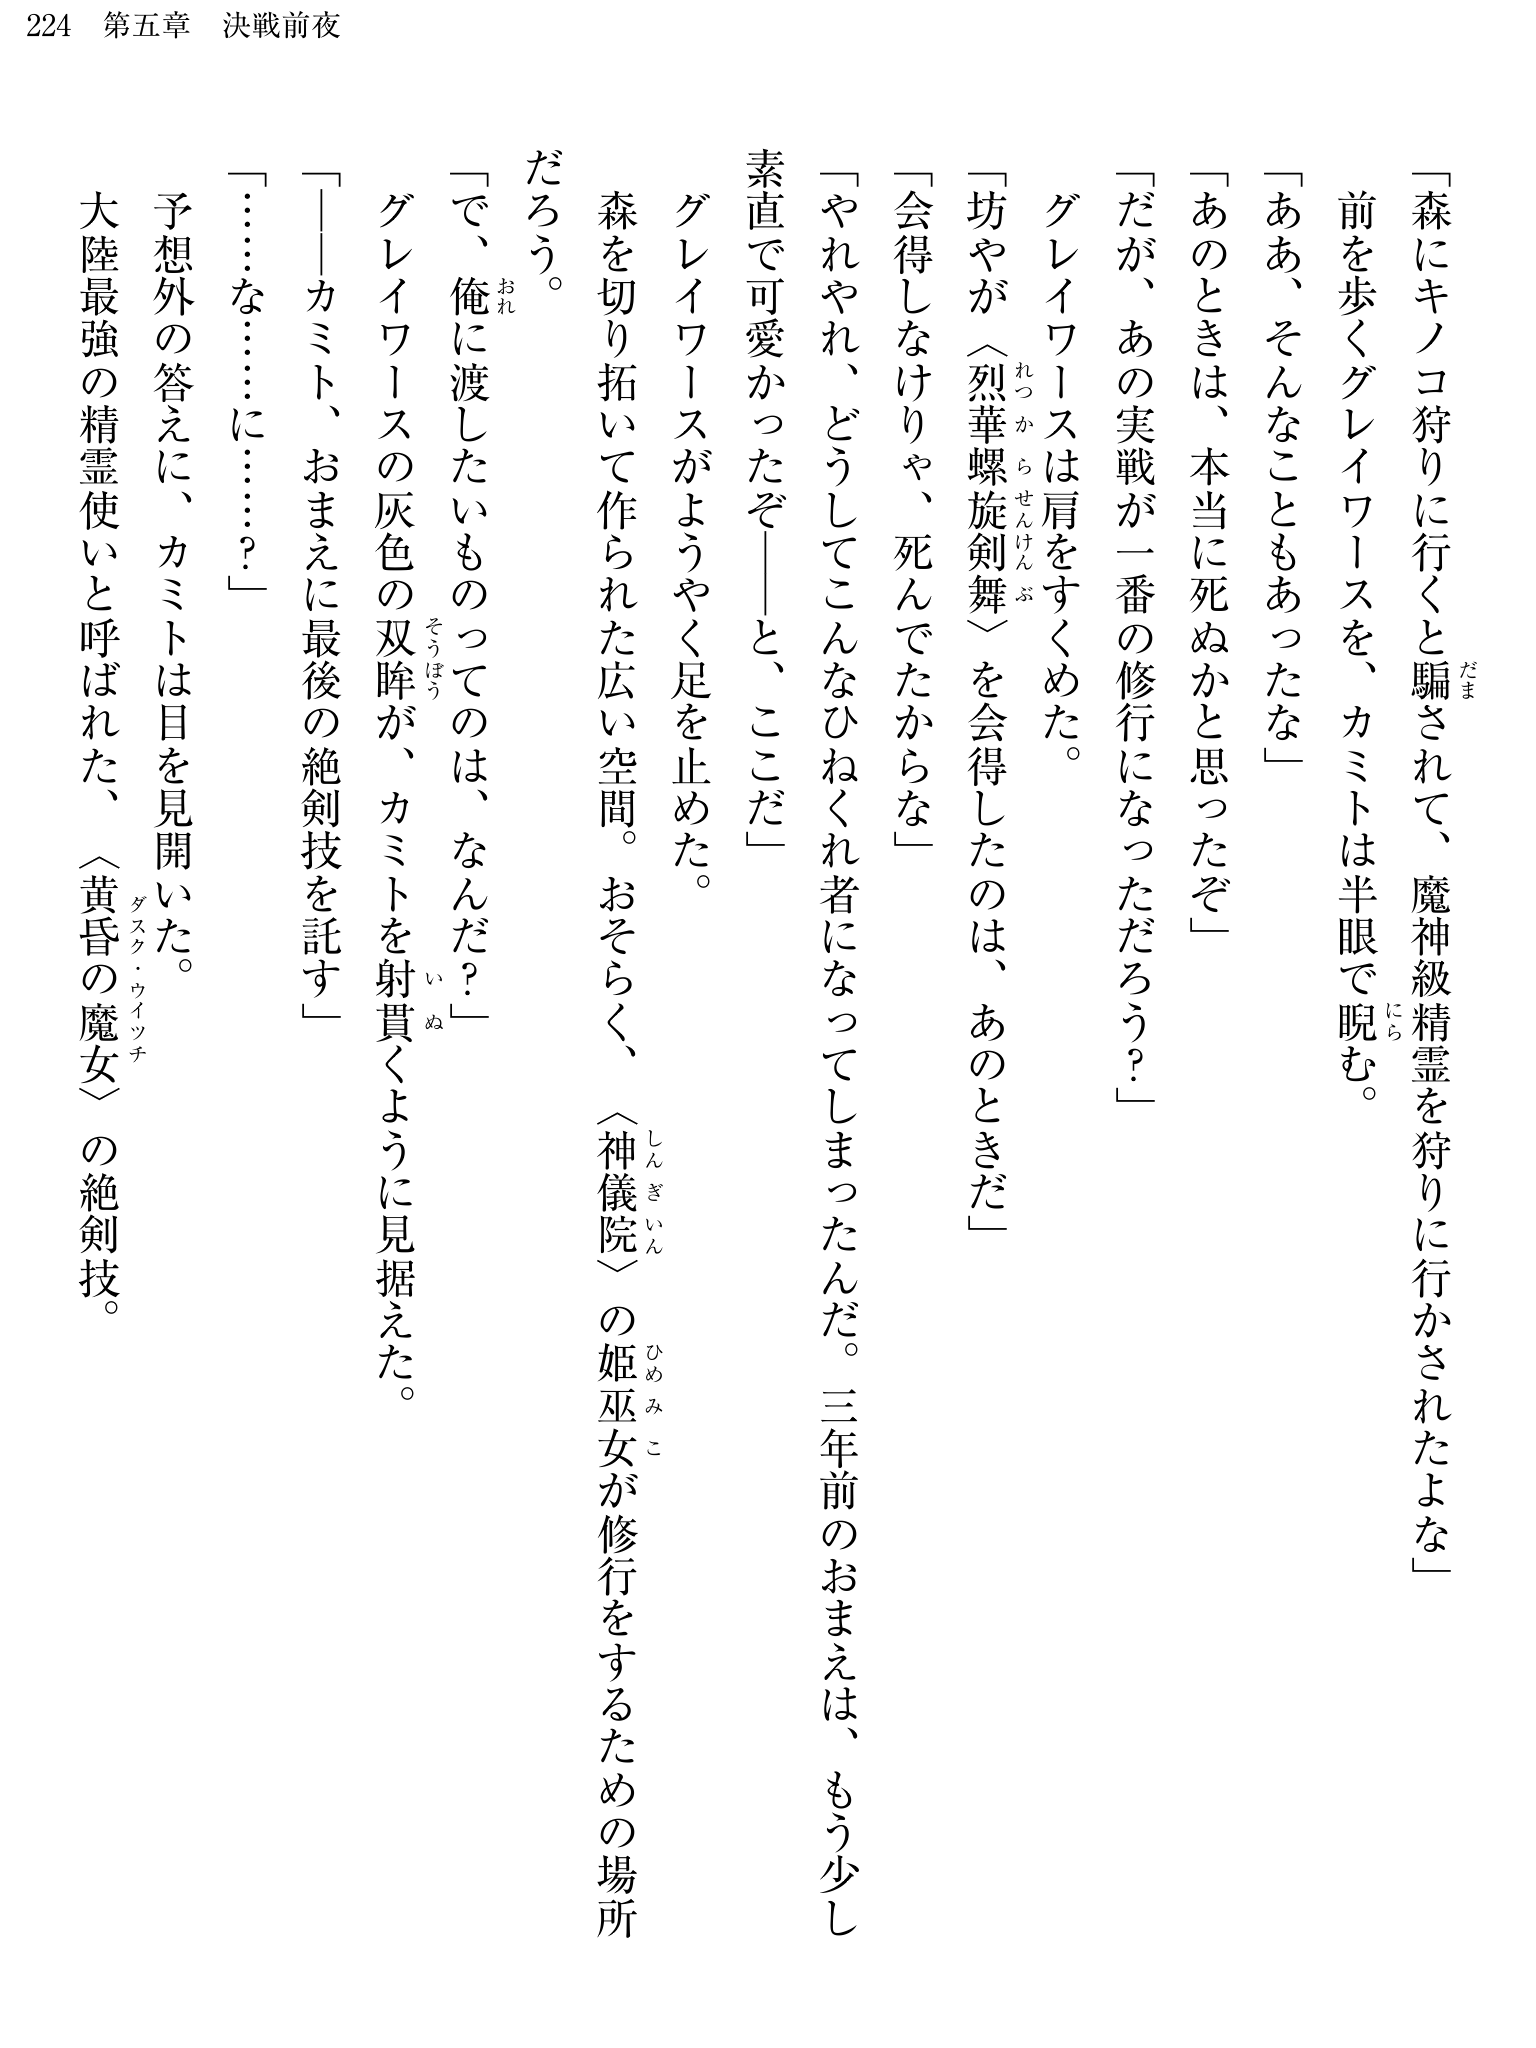 224 第五章 決戦前夜
「森にキノコ狩りに行くと騙されて、魔神級精霊を狩りに行かされたよな」
前を歩くグレイワースを、カミトは半眼で睨む。
「ああ、そんなこともあったな」
「あのときは、本当に死ぬかと思ったぞ」
「だが、あの実戦が一番の修行になっただろう？」
グレイワースは肩をすくめた。
「坊やが〈烈華螺旋剣舞〉を会得したのは、あのときだ」
「会得しなけりゃ、死んでたからな」
「やれやれ、どうしてこんなひねくれ者になってしまったんだ。三年前のおまえは、もう少し
素直で可愛かったぞ――と、ここだ」
グレイワースがようやく足を止めた。
森を切り拓いて作られた広い空間。おそらく、〈神儀院〉の姫巫女が修行をするための場所
だろう。
「で、俺に渡したいものってのは、なんだ？」
グレイワースの灰色の双眸が、カミトを射貫くように見据えた。
「――カミト、おまえに最後の絶剣技を託す」
「……な……に……？」
予想外の答えに、カミトは目を見開いた。
大陸最強の精霊使いと呼ばれた、〈黄昏の魔女〉の絶剣技。